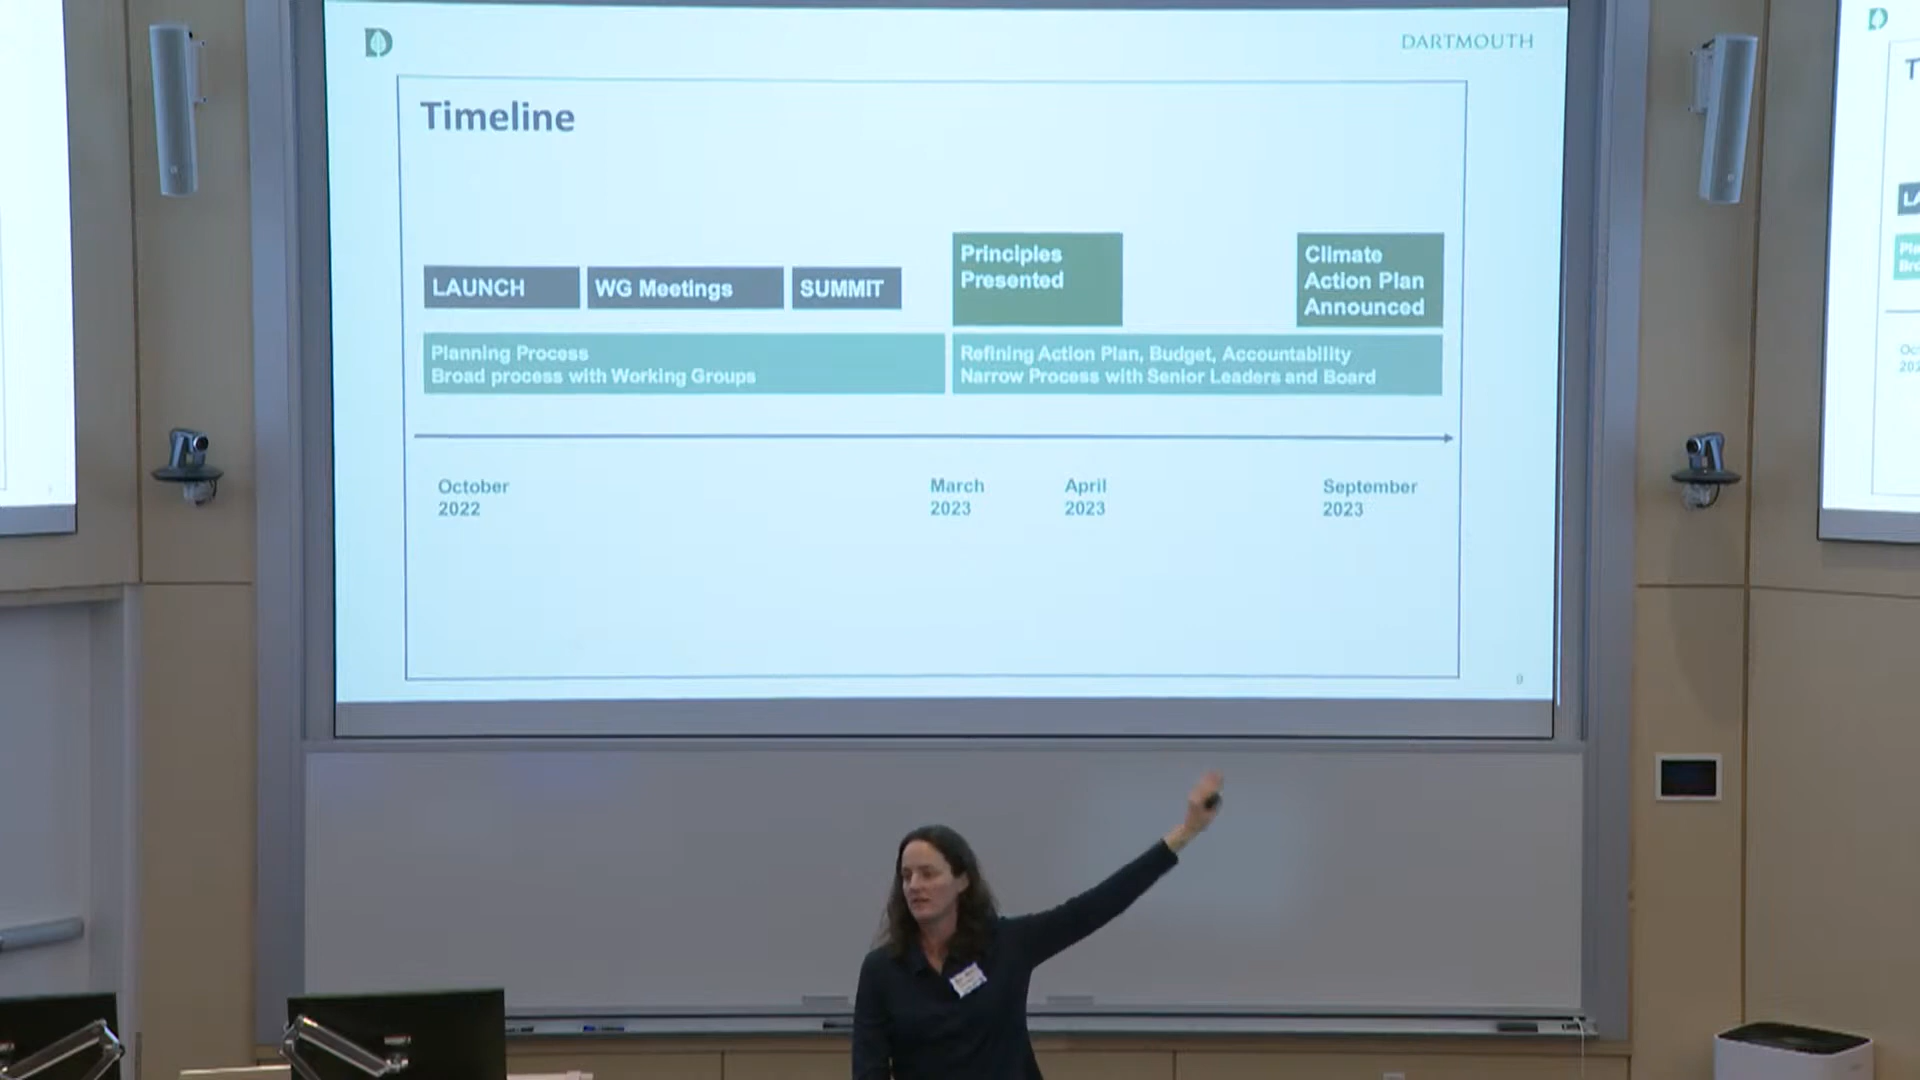 DARTMOUTH
Timeline
LAUNCH
WG Meetings
SUMMIT
Principles
Presented
Climate
Action Plan
Announced
Planning Process
Broad process with Working Groups
Refining Action Plan, Budget, Accountability
Narrow Process with Senior Leaders and Board
October
2022
March
2023
April
2023
September
2023
9